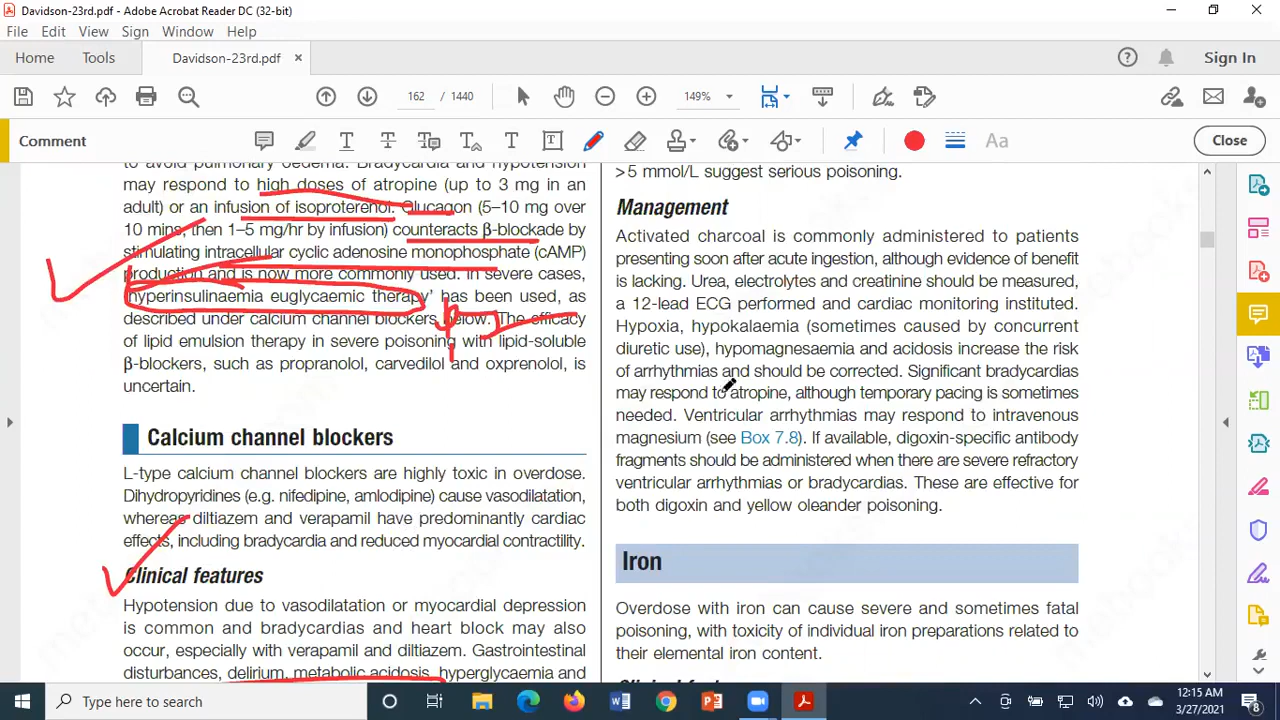 Davidson-23rd.pdf - Adobe Acrobat Reader DC (32-bit)
File Edit View Sign Window Help
Home Tools Davidson-23rd.pdf × Sign In
162 / 1440 149%
Comment Aa Close
to avoid pulmonary oedema. Bradycardia and hypotension
may respond to high doses of atropine (up to 3 mg in an
adult) or an infusion of isoproterenol. Glucagon (5–10 mg over
10 mins, then 1–5 mg/hr by infusion) counteracts β-blockade by
stimulating intracellular cyclic adenosine monophosphate (cAMP)
production and is now more commonly used. In severe cases,
'hyperinsulinaemia euglycaemic therapy' has been used, as
described under calcium channel blockers below. The efficacy
of lipid emulsion therapy in severe poisoning with lipid-soluble
β-blockers, such as propranolol, carvedilol and oxprenolol, is
uncertain.
Calcium channel blockers
L-type calcium channel blockers are highly toxic in overdose.
Dihydropyridines (e.g. nifedipine, amlodipine) cause vasodilatation,
whereas diltiazem and verapamil have predominantly cardiac
effects, including bradycardia and reduced myocardial contractility.
Clinical features
Hypotension due to vasodilatation or myocardial depression
is common and bradycardias and heart block may also
occur, especially with verapamil and diltiazem. Gastrointestinal
disturbances, delirium, metabolic acidosis, hyperglycaemia and
>5 mmol/L suggest serious poisoning.
Management
Activated charcoal is commonly administered to patients
presenting soon after acute ingestion, although evidence of benefit
is lacking. Urea, electrolytes and creatinine should be measured,
a 12-lead ECG performed and cardiac monitoring instituted.
Hypoxia, hypokalaemia (sometimes caused by concurrent
diuretic use), hypomagnesaemia and acidosis increase the risk
of arrhythmias and should be corrected. Significant bradycardias
may respond to atropine, although temporary pacing is sometimes
needed. Ventricular arrhythmias may respond to intravenous
magnesium (see Box 7.8). If available, digoxin-specific antibody
fragments should be administered when there are severe refractory
ventricular arrhythmias or bradycardias. These are effective for
both digoxin and yellow oleander poisoning.
Iron
Overdose with iron can cause severe and sometimes fatal
poisoning, with toxicity of individual iron preparations related to
their elemental iron content.
Type here to search
12:15 AM
3/27/2021
8